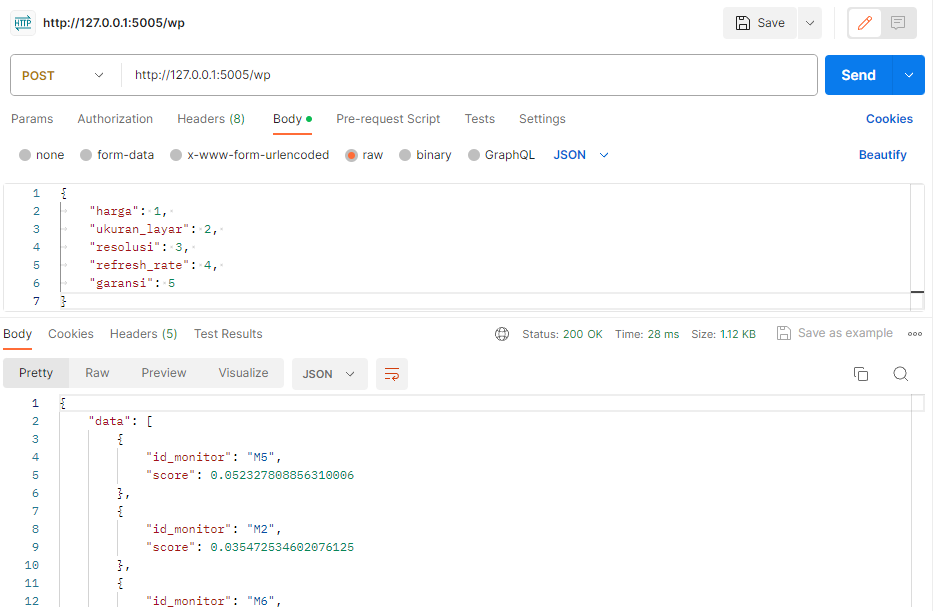 HTTP http://127.0.0.1:5005/wp Save
POST http://127.0.0.1:5005/wp Send
Params Authorization Headers (8) Body Pre-request Script Tests Settings Cookies
none form-data x-www-form-urlencoded raw binary GraphQL JSON Beautify
1 {
2 "harga": 1,
3 "ukuran_layar": 2,
4 "resolusi": 3,
5 "refresh_rate": 4,
6 "garansi": 5
7 }
Body Cookies Headers (5) Test Results Status: 200 OK Time: 28 ms Size: 1.12 KB Save as example
Pretty Raw Preview Visualize JSON
1 {
2 "data": [
3 {
4 "id_monitor": "M5",
5 "score": 0.052327808856310006
6 },
7 {
8 "id_monitor": "M2",
9 "score": 0.035472534602076125
10 },
11 {
12 "id_monitor": "M6",